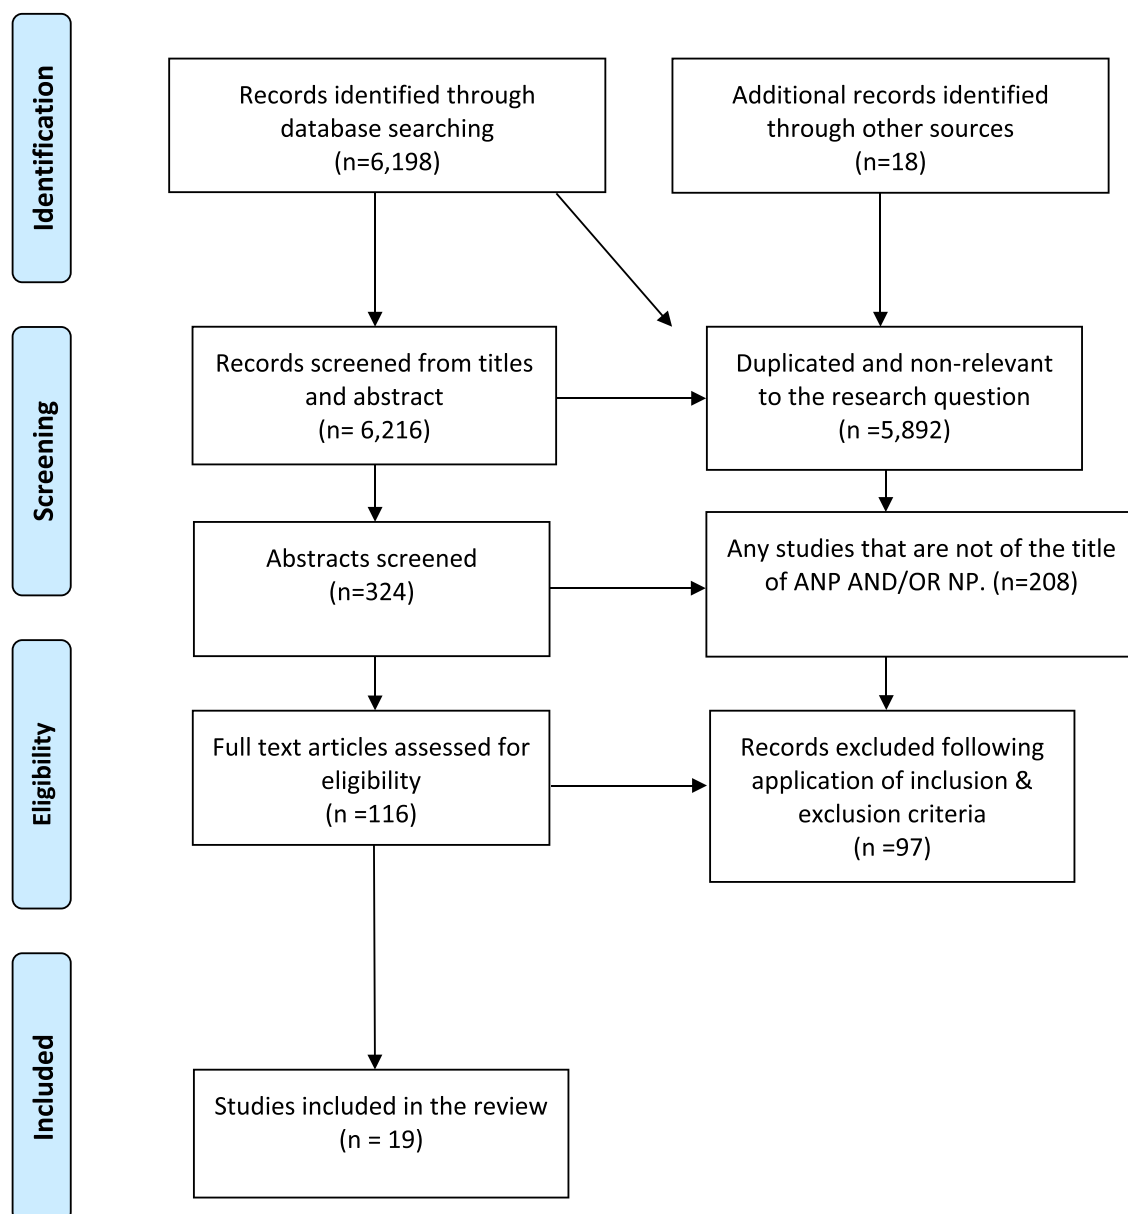 Identification
Records identified through
database searching
(n=6,198)
Additional records identified
through other sources
(n=18)
Screening
Records screened from titles
and abstract
(n= 6,216)
Duplicated and non-relevant
to the research question
(n =5,892)
Abstracts screened
(n=324)
Any studies that are not of the title
of ANP AND/OR NP. (n=208)
Eligibility
Full text articles assessed for
eligibility
(n =116)
Records excluded following
application of inclusion &
exclusion criteria
(n =97)
Included
Studies included in the review
(n = 19)